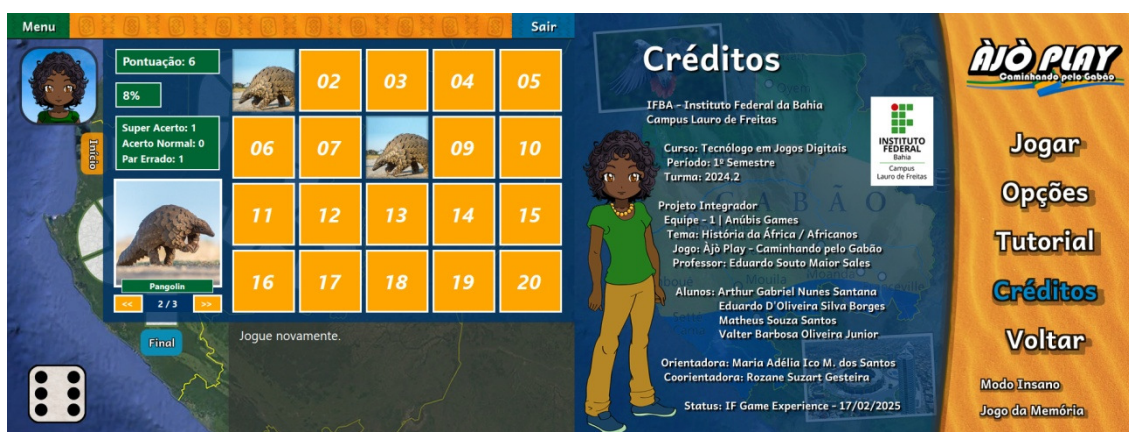 Menu
Sair
Pontuação: 6
8%
Super Acerto: 1
Acerto Normal: 0
Par Errado: 1
Início
02 03 04 05
06 07 09 10
11 12 13 14 15
16 17 18 19 20
Pangolin
<< 2 / 3 >>
Final
Jogue novamente.
Créditos
IFBA - Instituto Federal da Bahia
Campus Lauro de Freitas
Curso: Tecnólogo em Jogos Digitais
Período: 1º Semestre
Turma: 2024.2
INSTITUTO
FEDERAL
Bahia
Campus
Lauro de Freitas
Projeto Integrador
Equipe - 1 | Anúbis Games
Tema: História da África / Africanos
Jogo: Àjò Play - Caminhando pelo Gabão
Professor: Eduardo Souto Maior Sales
Alunos: Arthur Gabriel Nunes Santana
Eduardo D'Oliveira Silva Borges
Matheus Souza Santos
Valter Barbosa Oliveira Junior
Orientadora: Maria Adélia Ico M. dos Santos
Coorientadora: Rozane Suzart Gesteira
Status: IF Game Experience - 17/02/2025
GABÃO
ÀJÒ PLAY
Caminhando pelo Gabão
Jogar
Opções
Tutorial
Créditos
Voltar
Modo Insano
Jogo da Memória